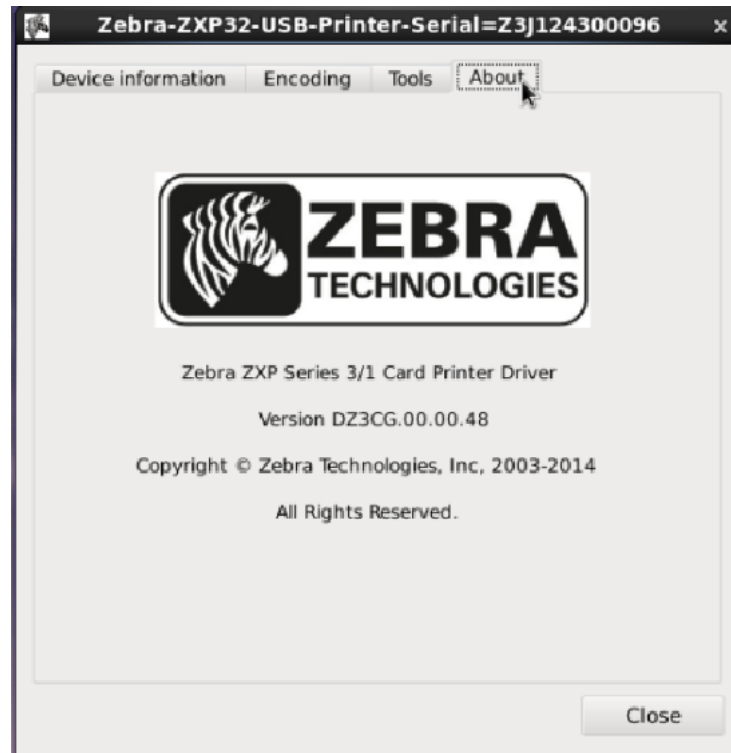 Zebra-ZXP32-USB-Printer-Serial=Z3J124300096 x
Device information Encoding Tools About
ZEBRA
TECHNOLOGIES
Zebra ZXP Series 3/1 Card Printer Driver
Version DZ3CG.00.00.48
Copyright © Zebra Technologies, Inc, 2003-2014
All Rights Reserved.
Close